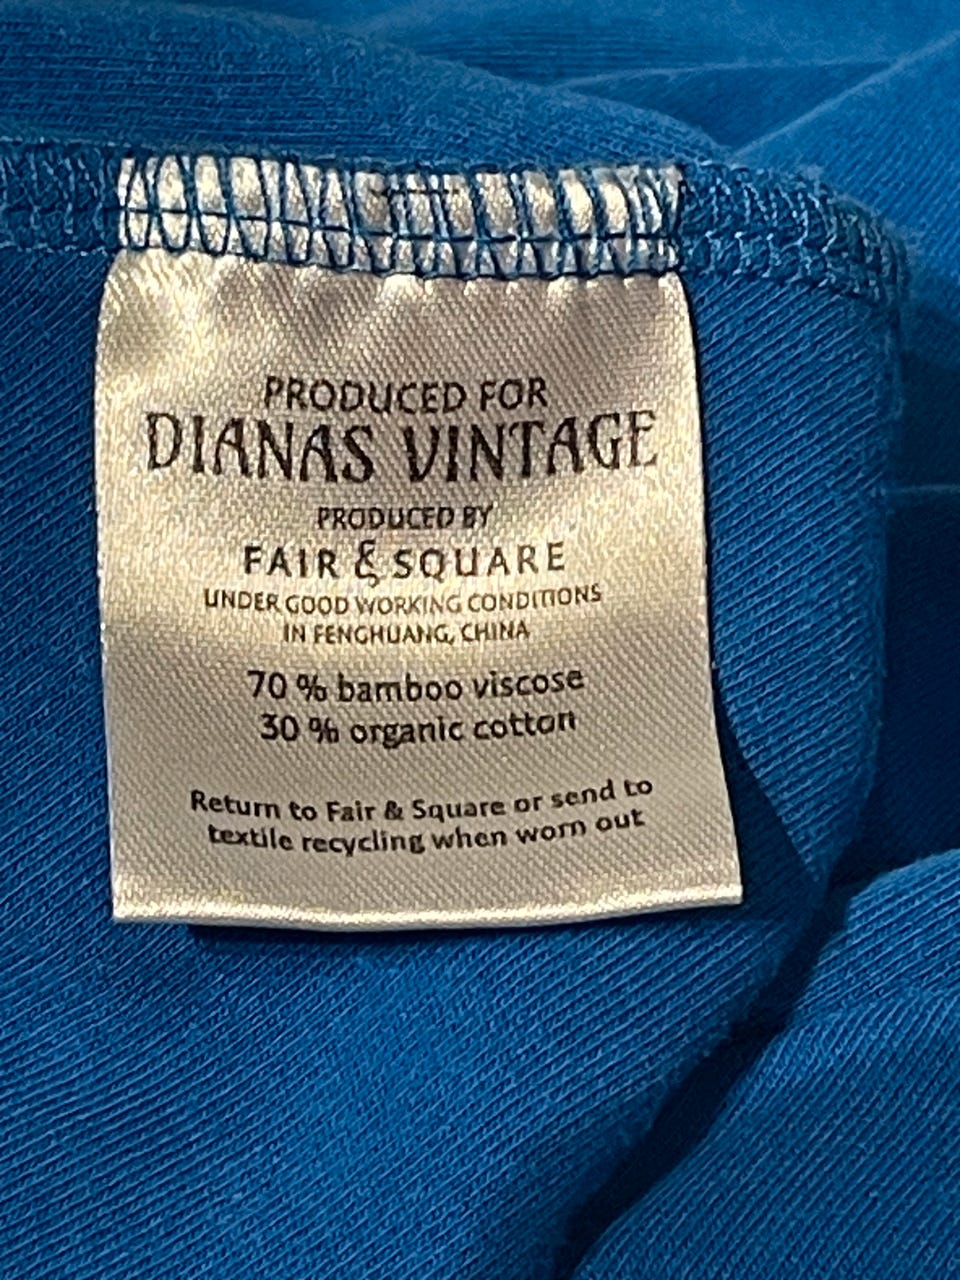 PRODUCED FOR
DIANAS VINTAGE
PRODUCED BY
FAIR & SQUARE
UNDER GOOD WORKING CONDITIONS
IN FENGHUANG, CHINA
70 % bamboo viscose
30 % organic cotton
Return to Fair & Square or send to
textile recycling when worn out